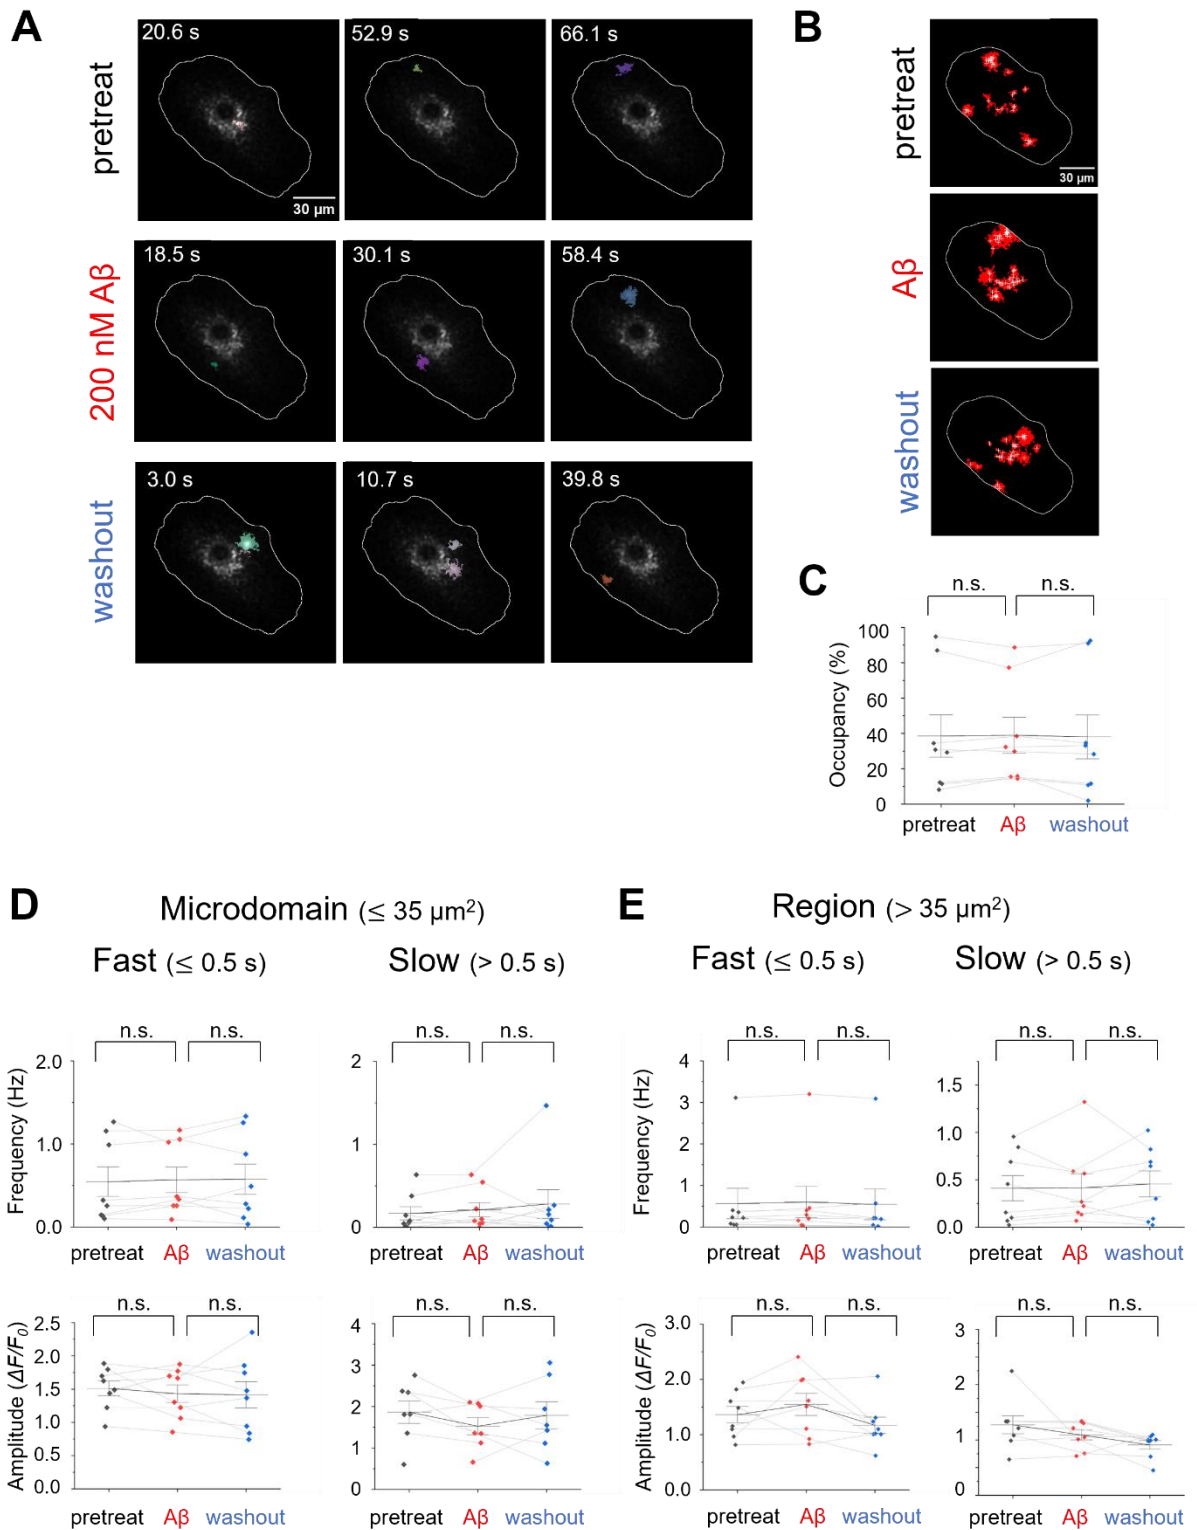 A
pretreat
20.6 s
52.9 s
66.1 s
30 µm
200 nM Aβ
18.5 s
30.1 s
58.4 s
washout
3.0 s
10.7 s
39.8 s
B
pretreat
30 µm
Aβ
washout
C
n.s. n.s.
Occupancy (%)
100
80
60
40
20
0
pretreat Aβ washout
D Microdomain (≤ 35 µm²)
Fast (≤ 0.5 s) Slow (> 0.5 s)
n.s. n.s.
Frequency (Hz)
2.0
1.0
0.0
pretreat Aβ washout
n.s. n.s.
2
1
0
pretreat Aβ washout
n.s. n.s.
Amplitude (ΔF/F₀)
2.5
2.0
1.5
1.0
0.5
0.0
pretreat Aβ washout
n.s. n.s.
4
3
2
1
0
pretreat Aβ washout
E Region (> 35 µm²)
Fast (≤ 0.5 s) Slow (> 0.5 s)
n.s. n.s.
Frequency (Hz)
4
3
2
1
0
pretreat Aβ washout
n.s. n.s.
1.5
1.0
0.5
0.0
pretreat Aβ washout
n.s. n.s.
Amplitude (ΔF/F₀)
3.0
2.0
1.0
0.0
pretreat Aβ washout
n.s. n.s.
3
2
1
0
pretreat Aβ washout